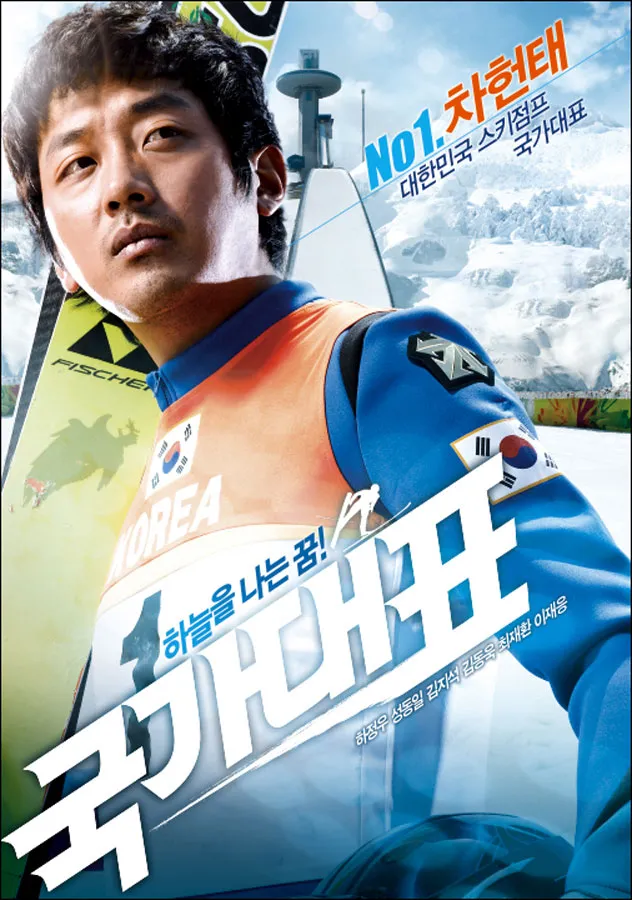 No1. 차헌태
대한민국 스키점프
국가대표
FISCHER
KOREA
1
하늘을 나는 꿈!
국가대표
하정우 성동일 김지석 김동욱 최재환 이재응